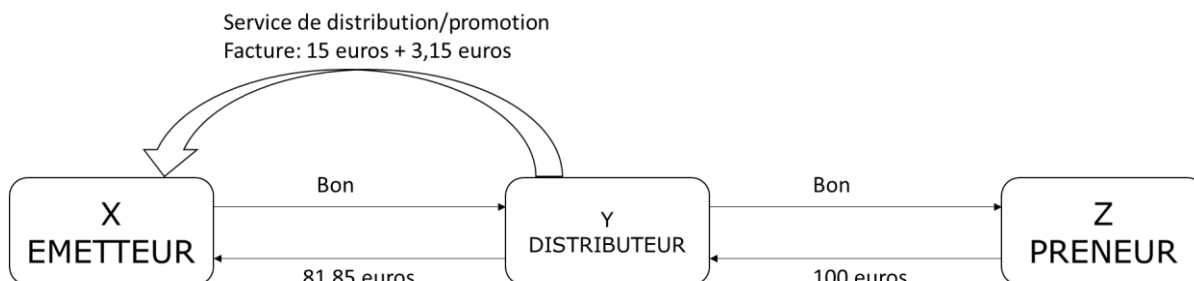 Service de distribution/promotion
Facture: 15 euros + 3,15 euros
Bon
Bon
X
EMETTEUR
Y
DISTRIBUTEUR
Z
PRENEUR
81,85 euros
100 euros